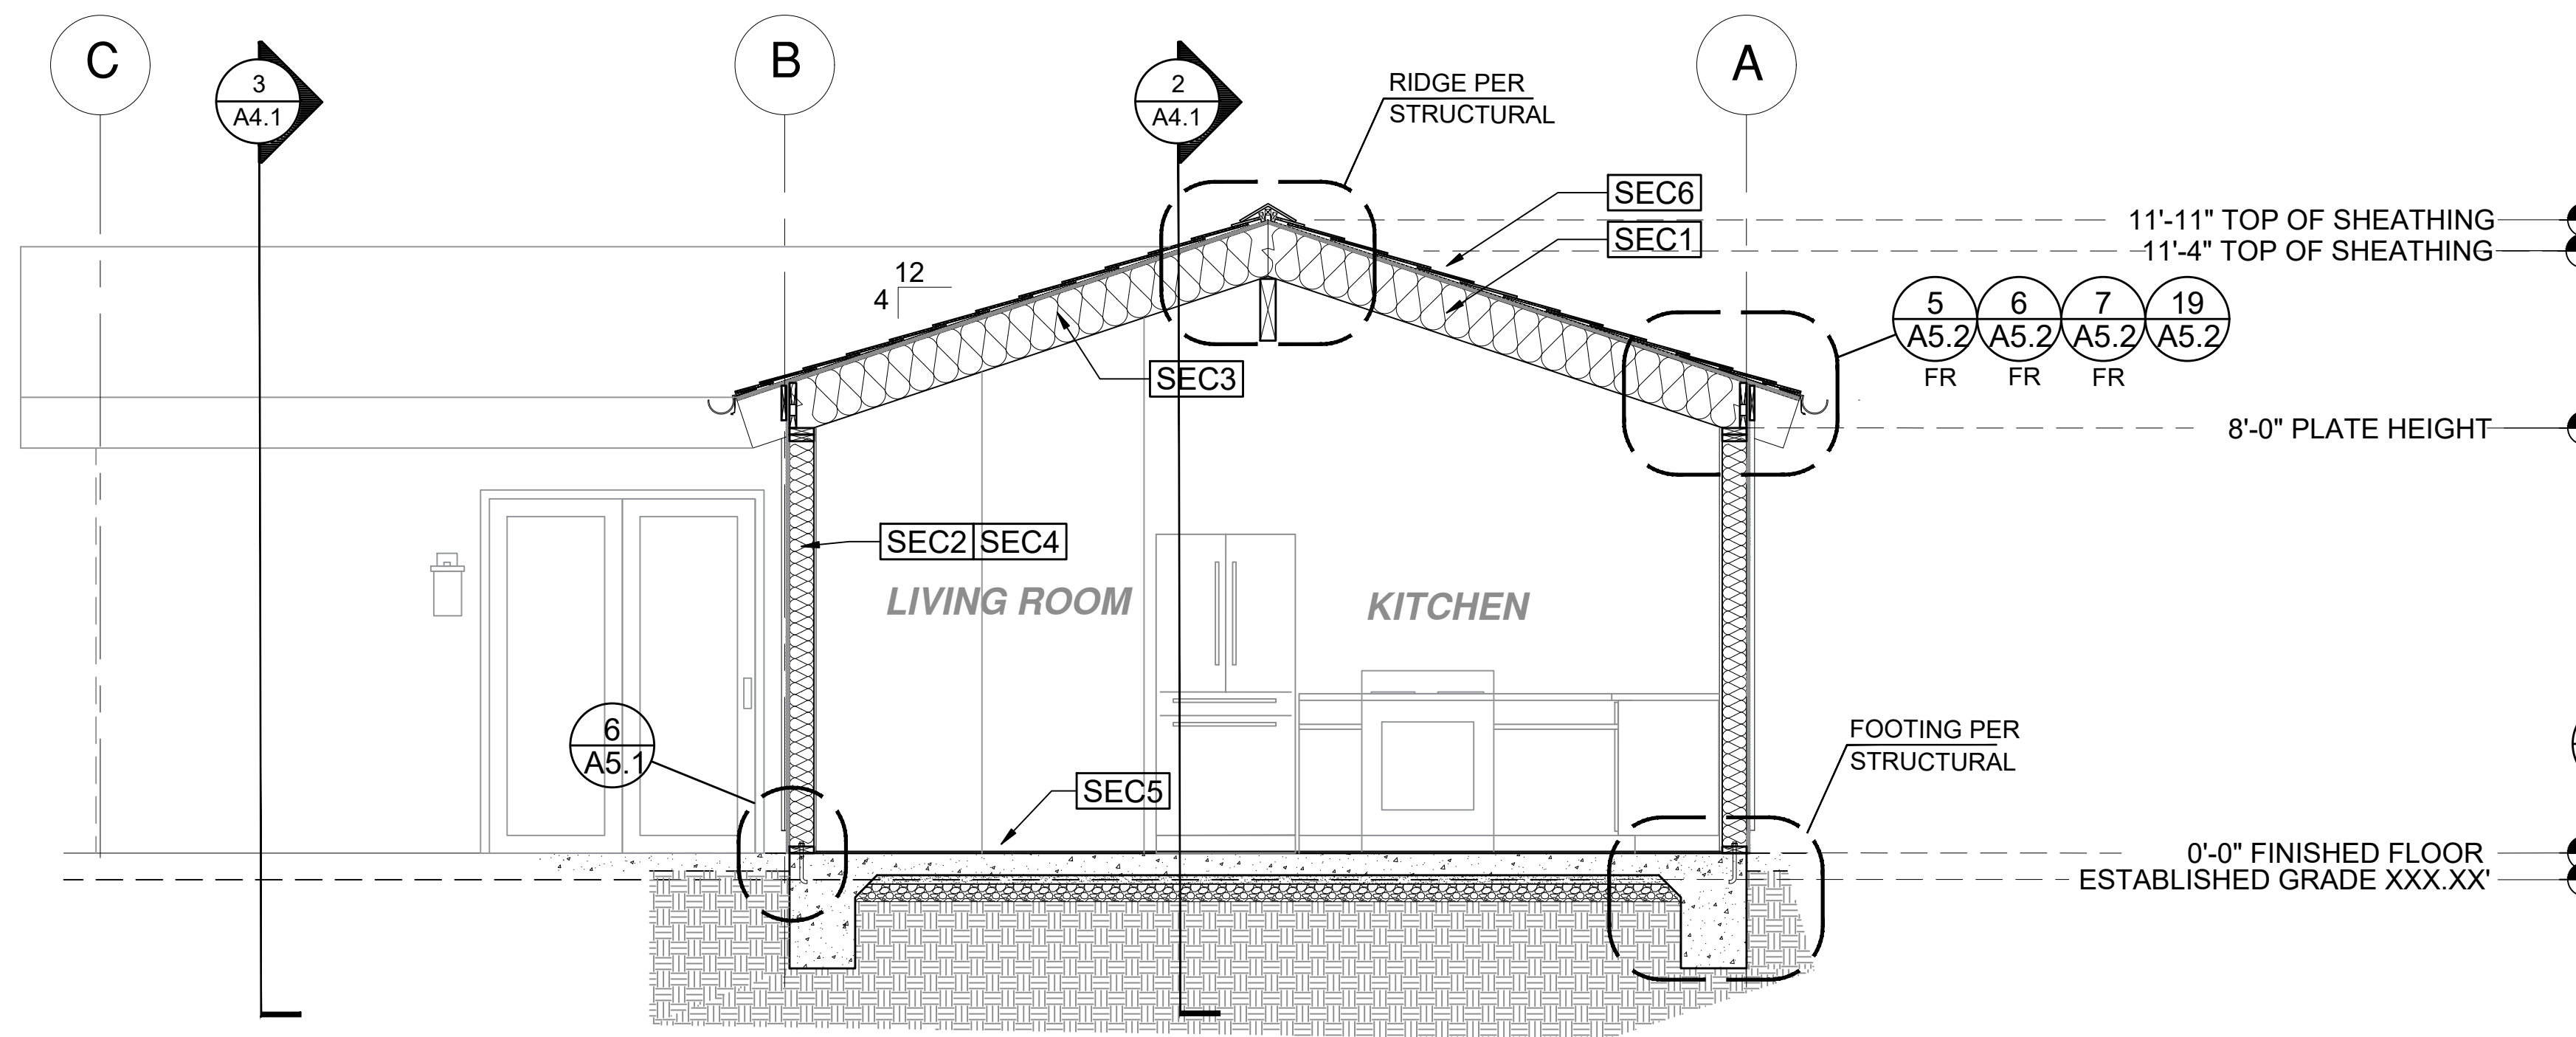 C
B
A
3
A4.1
2
A4.1
RIDGE PER
STRUCTURAL
SEC6
SEC1
11'-11" TOP OF SHEATHING
11'-4" TOP OF SHEATHING
12
4
5
A5.2
FR
6
A5.2
FR
7
A5.2
FR
19
A5.2
SEC3
8'-0" PLATE HEIGHT
SEC2 SEC4
LIVING ROOM
KITCHEN
6
A5.1
FOOTING PER
STRUCTURAL
SEC5
0'-0" FINISHED FLOOR
ESTABLISHED GRADE XXX.XX'